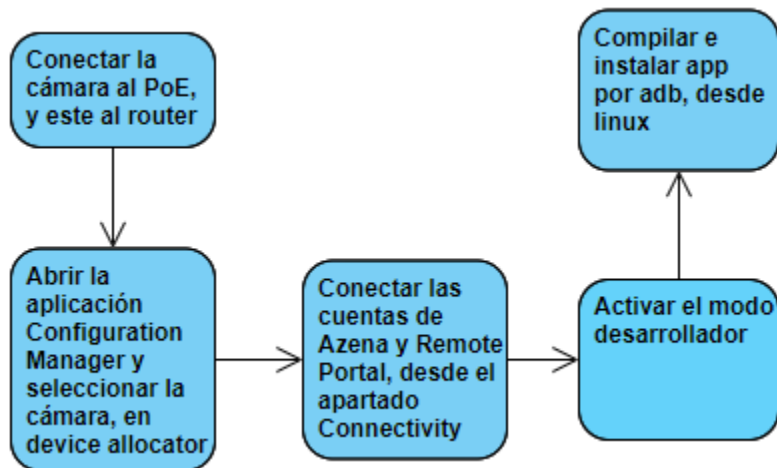 Conectar la
cámara al PoE,
y este al router
Abrir la
aplicación
Configuration
Manager y
seleccionar la
cámara, en
device allocator
Conectar las
cuentas de
Azena y Remote
Portal, desde el
apartado
Connectivity
Activar el modo
desarrollador
Compilar e
instalar app
por adb, desde
linux